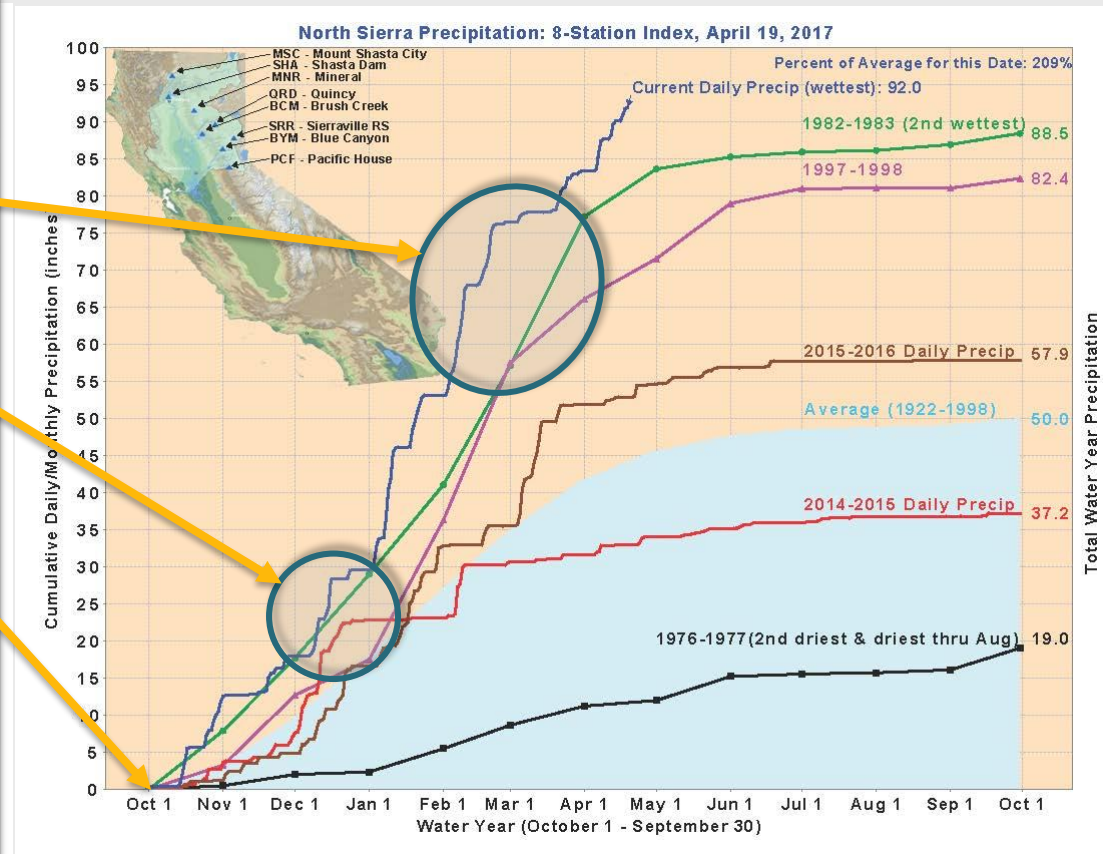 North Sierra Precipitation: 8-Station Index, April 19, 2017
Percent of Average for this Date: 209%
MSC - Mount Shasta City
SHA - Shasta Dam
MNR - Mineral
QRD - Quincy
BCM - Brush Creek
SRR - Sierraville RS
BYM - Blue Canyon
PCF - Pacific House
Current Daily Precip (wettest): 92.0
1982-1983 (2nd wettest) 88.5
1997-1998 82.4
2015-2016 Daily Precip 57.9
Average (1922-1998) 50.0
2014-2015 Daily Precip 37.2
1976-1977(2nd driest & driest thru Aug) 19.0
Cumulative Daily/Monthly Precipitation (inches)
100
95
90
85
80
75
70
65
60
55
50
45
40
35
30
25
20
15
10
5
0
Total Water Year Precipitation
Oct 1 Nov 1 Dec 1 Jan 1 Feb 1 Mar 1 Apr 1 May 1 Jun 1 Jul 1 Aug 1 Sep 1 Oct 1
Water Year (October 1 - September 30)